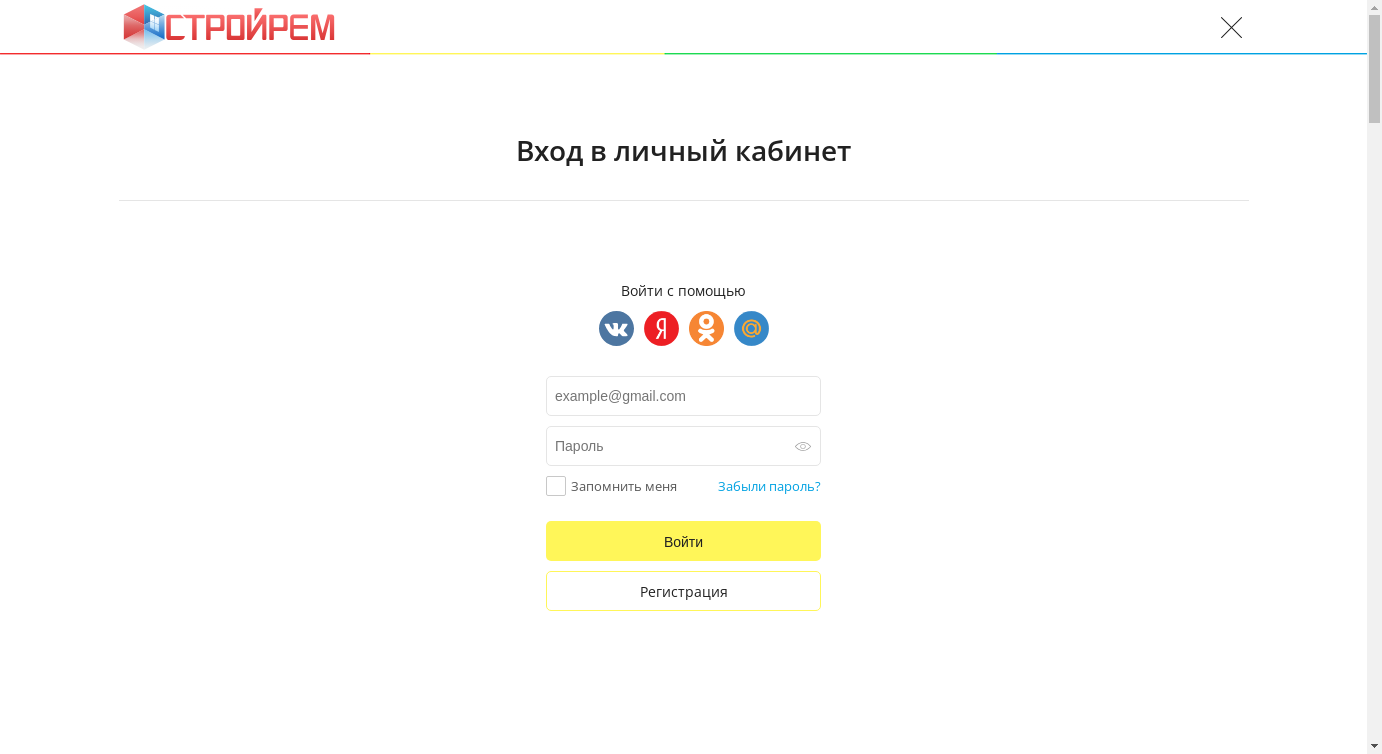 СТРОЙРЕМ
Вход в личный кабинет
Войти с помощью
example@gmail.com
Пароль
Запомнить меня Забыли пароль?
Войти
Регистрация